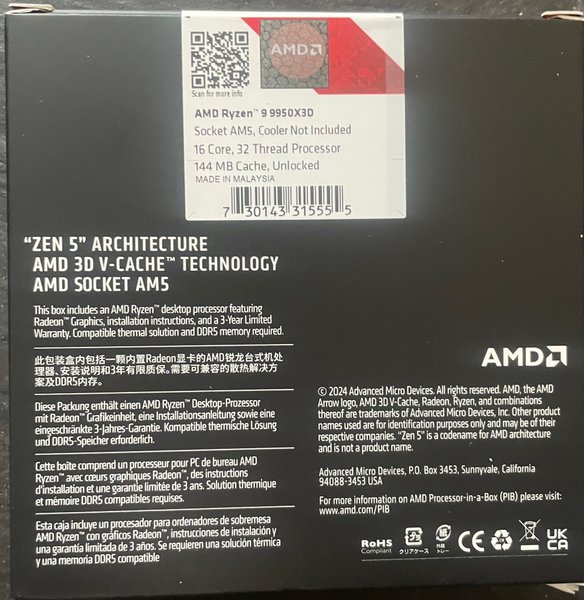 AMD
Scan for more info
AMD Ryzen™ 9 9950X3D
Socket AM5, Cooler Not Included
16 Core, 32 Thread Processor
144 MB Cache, Unlocked
MADE IN MALAYSIA
7 30143 31555 5
“ZEN 5” ARCHITECTURE
AMD 3D V-CACHE™ TECHNOLOGY
AMD SOCKET AM5
This box includes an AMD Ryzen™ desktop processor featuring
Radeon™ Graphics, installation instructions, and a 3-Year Limited
Warranty. Compatible thermal solution and DDR5 memory required.
此包装盒内包括一颗内置Radeon显卡的AMD锐龙台式机处
理器、安装说明和3年有限质保。需要可兼容的散热解决方
案及DDR5内存。
Diese Packung enthält einen AMD Ryzen™ Desktop-Prozessor
mit Radeon™ Grafikeinheit, eine Installationsanleitung sowie eine
eingeschränkte 3-Jahres-Garantie. Kompatible thermische Lösung
und DDR5-Speicher erforderlich.
Cette boîte comprend un processeur pour PC de bureau AMD
Ryzen™ avec cœurs graphiques Radeon™, des instructions
d'installation et une garantie limitée de 3 ans. Solution thermique
et mémoire DDR5 compatibles requises.
Esta caja incluye un procesador para ordenadores de sobremesa
AMD Ryzen™ con gráficos Radeon™, instrucciones de instalación y
una garantía limitada de 3 años. Se requieren una solución térmica
y una memoria DDR5 compatible
AMD
© 2024 Advanced Micro Devices. All rights reserved. AMD, the AMD
Arrow logo, AMD 3D V-Cache, Radeon, Ryzen, and combinations
thereof are trademarks of Advanced Micro Devices, Inc. Other product
names used are for identification purposes only and may be of their
respective companies. “Zen 5” is a codename for AMD architecture
and is not a product name.
Advanced Micro Devices, P.O. Box 3453, Sunnyvale, California
94088-3453 USA
For more information on AMD Processor-in-a-Box (PIB) please visit:
www.amd.com/PIB
RoHS
Compliant
プラ
クリアケース
紙
外箱
トレー
CE
UK
CA